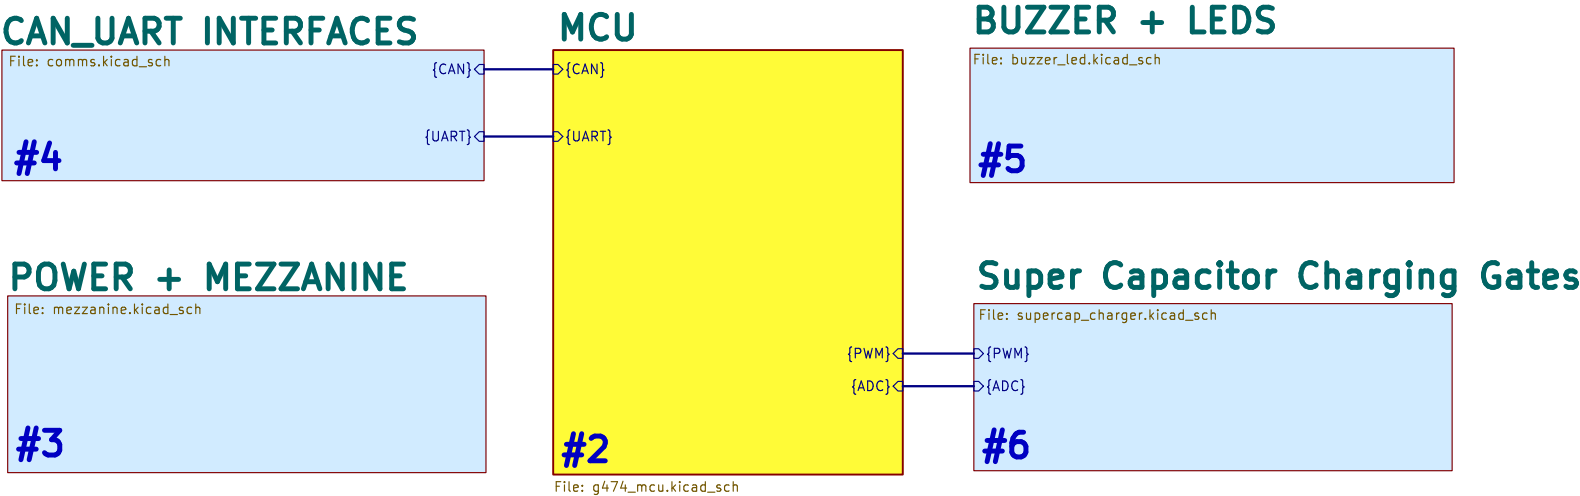 CAN_UART INTERFACES
File: comms.kicad_sch
{CAN}
{UART}
#4
MCU
{CAN}
{UART}
{PWM}
{ADC}
#2
File: g474_mcu.kicad_sch
BUZZER + LEDS
File: buzzer_led.kicad_sch
#5
POWER + MEZZANINE
File: mezzanine.kicad_sch
#3
Super Capacitor Charging Gates
File: supercap_charger.kicad_sch
{PWM}
{ADC}
#6